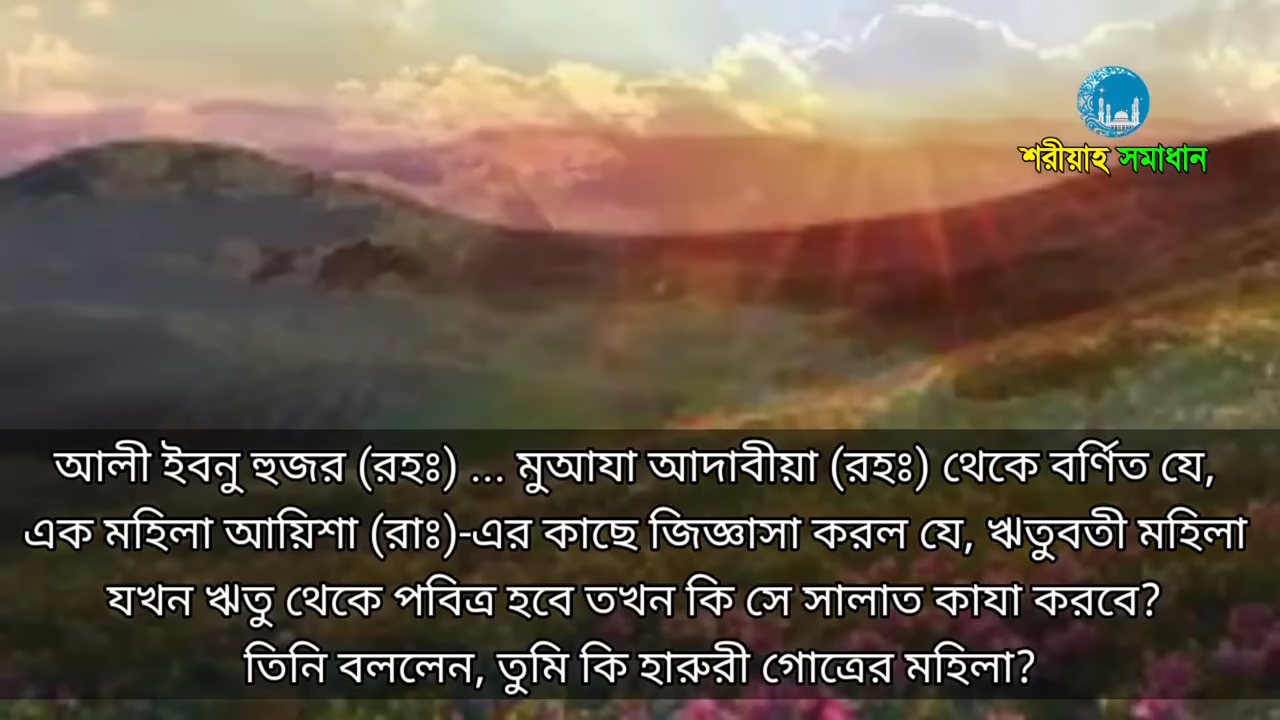 শরীয়াহ সমাধান
আলী ইবনু হুজর (রহঃ) ... মুআযা আদাবীয়া (রহঃ) থেকে বর্ণিত যে,
এক মহিলা আয়িশা (রাঃ)-এর কাছে জিজ্ঞাসা করল যে, ঋতুবতী মহিলা
যখন ঋতু থেকে পবিত্র হবে তখন কি সে সালাত কাযা করবে?
তিনি বললেন, তুমি কি হারুরী গোত্রের মহিলা?